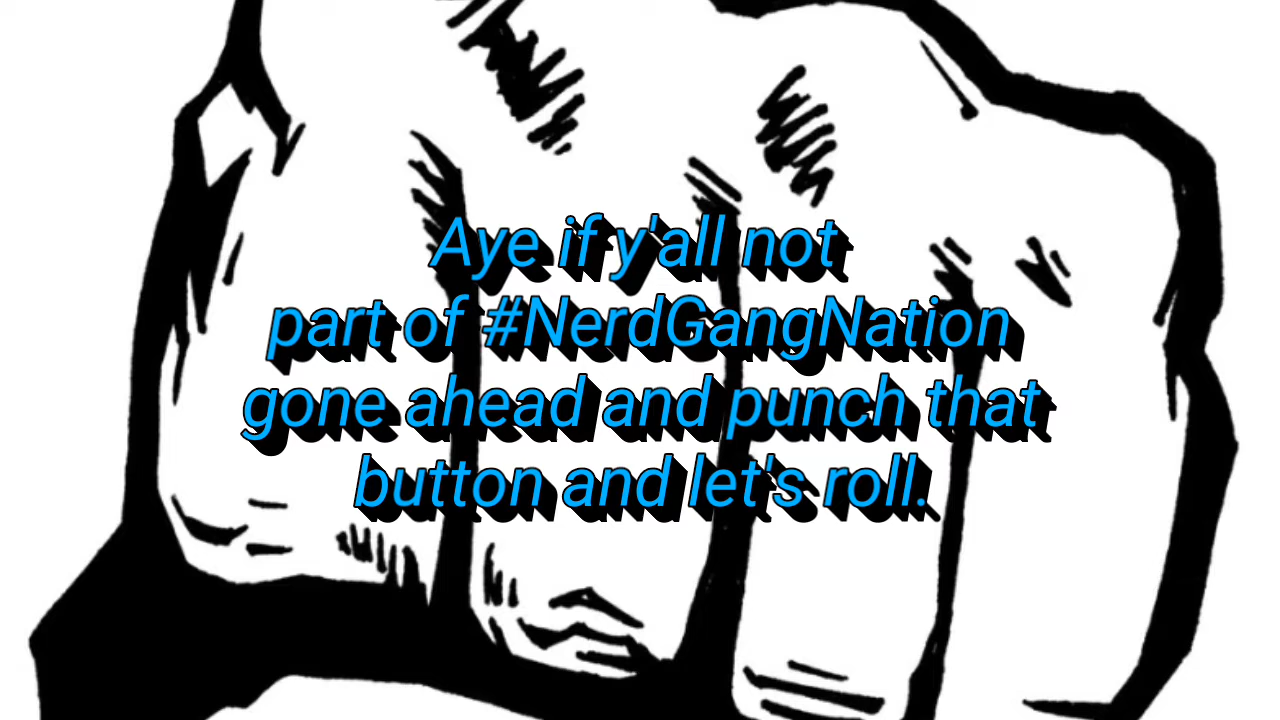 Aye if y'all not
part of #NerdGangNation
gone ahead and punch that
button and let's roll.